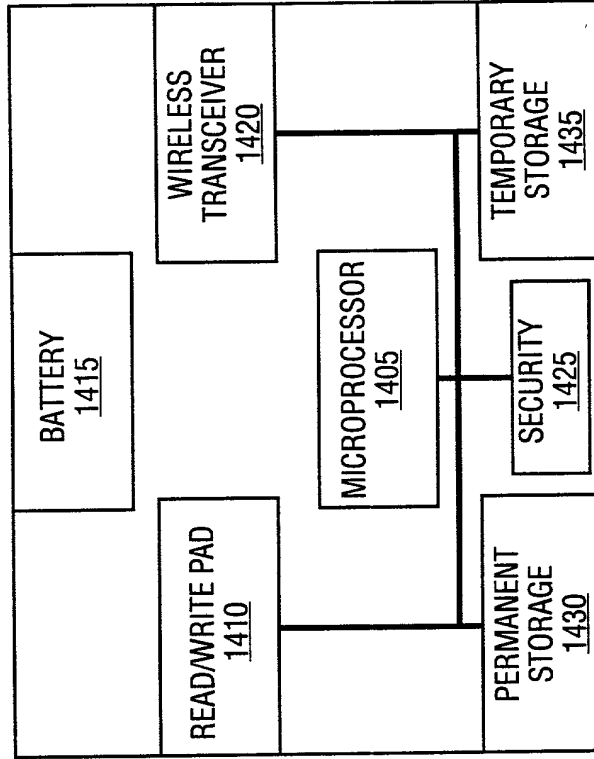 BATTERY
1415
READ/WRITE PAD
1410
WIRELESS
TRANSCEIVER
1420
MICROPROCESSOR
1405
PERMANENT
STORAGE
1430
SECURITY
1425
TEMPORARY
STORAGE
1435